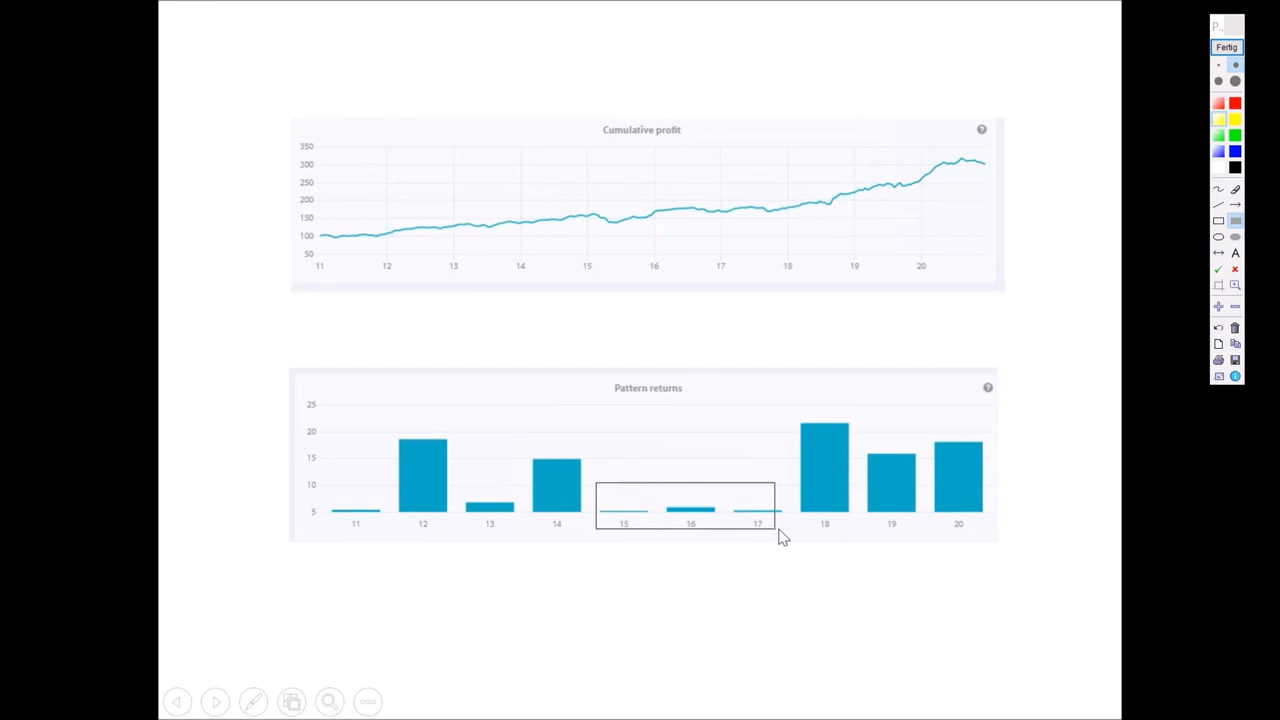 P..
Fertig
Cumulative profit
?
350
300
250
200
150
100
50
11 12 13 14 15 16 17 18 19 20
A
Pattern returns
?
25
20
15
10
5
11 12 13 14 15 16 17 18 19 20